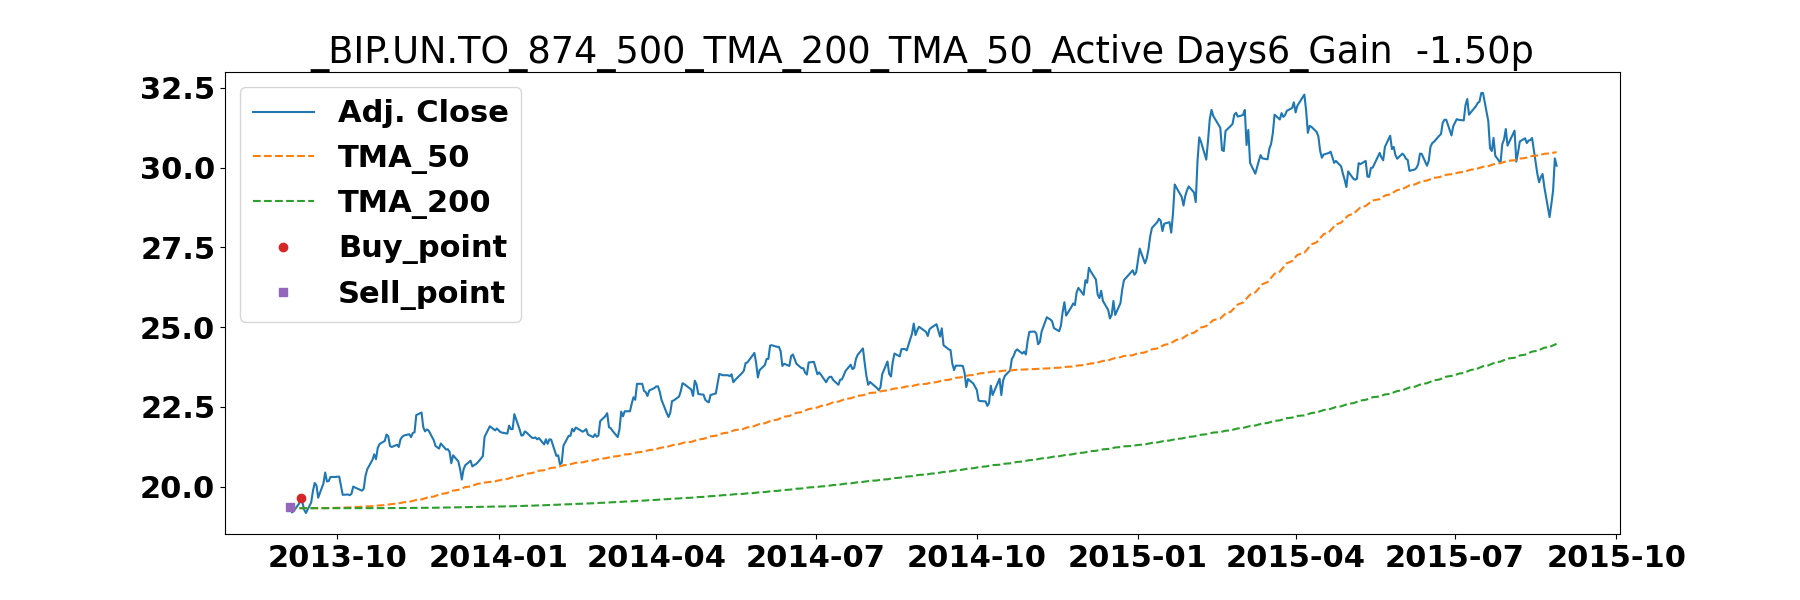 _BIP.UN.TO_874_500_TMA_200_TMA_50_Active Days6_Gain  -1.50p
32.5
30.0
27.5
25.0
22.5
20.0
Adj. Close
TMA_50
TMA_200
Buy_point
Sell_point
2013-10 2014-01 2014-04 2014-07 2014-10 2015-01 2015-04 2015-07 2015-10